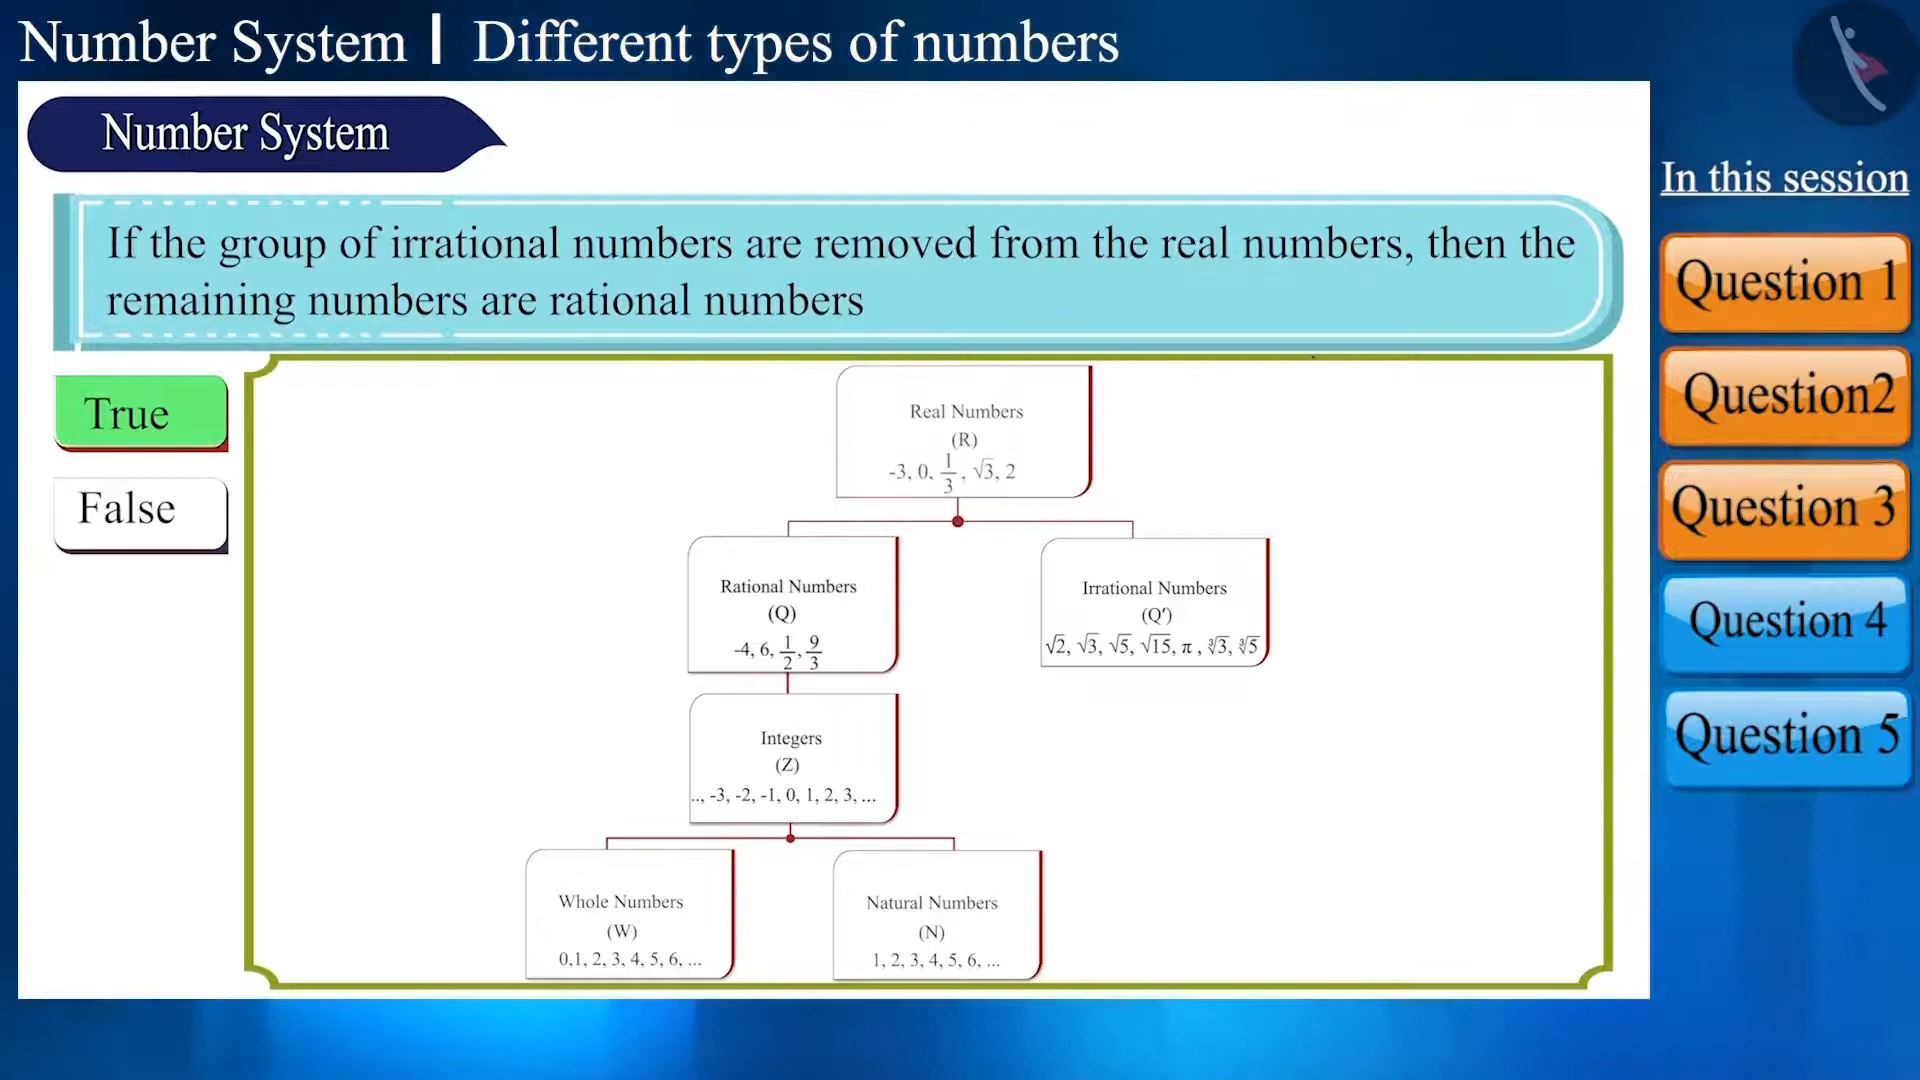 Number System | Different types of numbers
Number System
In this session
If the group of irrational numbers are removed from the real numbers, then the
remaining numbers are rational numbers
Question 1
Question2
Question 3
Question 4
Question 5
True
False
Real Numbers
(R)
-3, 0, 1/3, √3, 2
Rational Numbers
(Q)
-4, 6, 1/2, 9/3
Irrational Numbers
(Q′)
√2, √3, √5, √15, π , ∛3, ∛5
Integers
(Z)
.., -3, -2, -1, 0, 1, 2, 3, ...
Whole Numbers
(W)
0,1, 2, 3, 4, 5, 6, ...
Natural Numbers
(N)
1, 2, 3, 4, 5, 6, ...